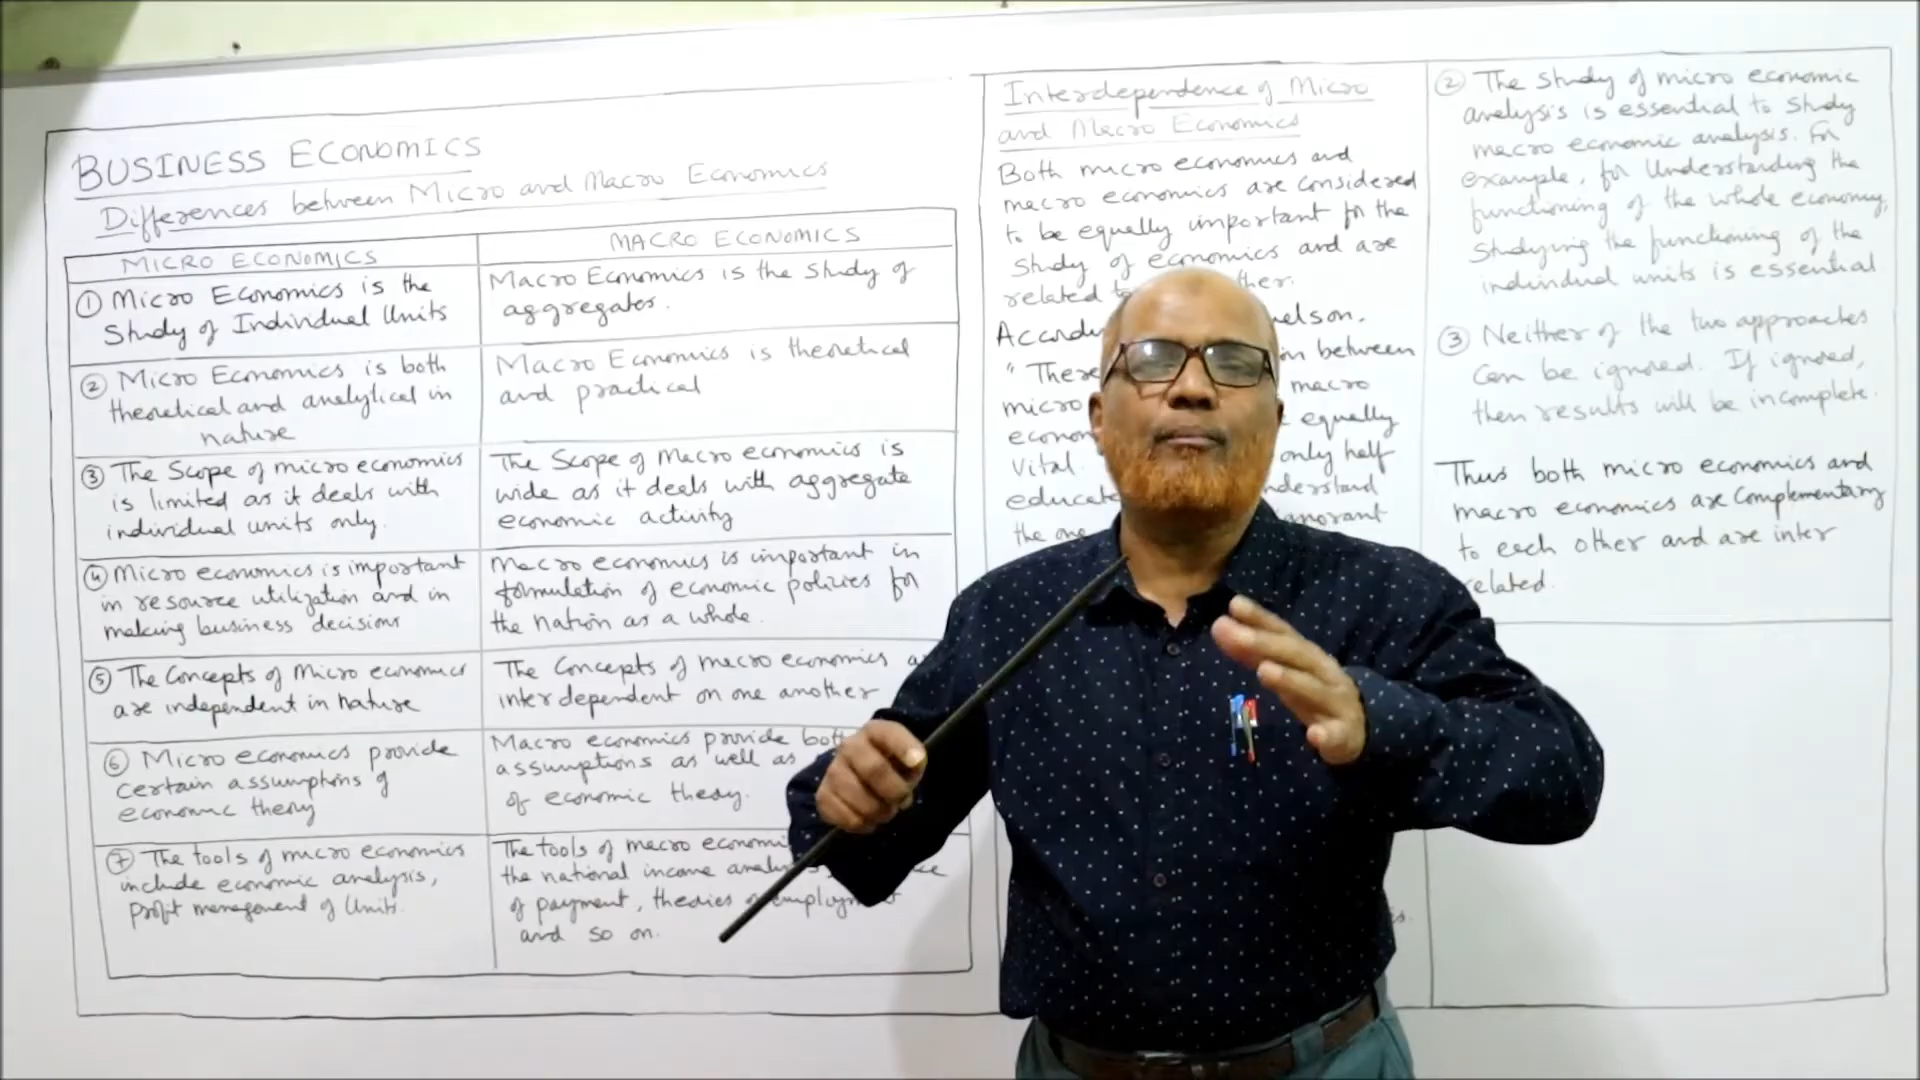 BUSINESS ECONOMICS
Differences between Micro and Macro Economics
MICRO ECONOMICS
MACRO ECONOMICS
① Micro Economics is the
Study of Individual Units
Macro Economics is the Study of
aggregates.
② Micro Economics is both
theoretical and analytical in
nature
Macro Economics is theoretical
and practical
③ The Scope of micro economics
is limited as it deals with
individual units only.
The Scope of Macro economics is
wide as it deals with aggregate
economic activity
④ Micro economics is important
in resource utilization and in
making business decisions
Macro economics is important in
formulation of economic policies for
the nation as a whole.
⑤ The Concepts of Micro economics
are independent in nature
The Concepts of macro economics
interdependent on one another
⑥ Micro economics provide
certain assumptions of
economic theory
Macro economics provide both
assumptions as well as
of economic theory.
⑦ The tools of micro economics
include economic analysis,
profit management of Units.
The tools of macro
the national income
of payment, theories
and so on.
Interdependence of Micro
and Macro Economics
Both micro economics and
macro economics are considered
to be equally important for the
Study of economics and are
related
"There between
micro macro
equally
Vital. only half
the one ignorant
② The Study of micro economic
analysis is essential to study
macro economic analysis. For
example, for Understanding the
functioning of the whole economy,
Studying the functioning of the
individual units is essential
③ Neither of the two approaches
can be ignored. If ignored,
then results will be incomplete.
Thus both micro economics and
macro economics are Complementary
to each other and are inter
related.